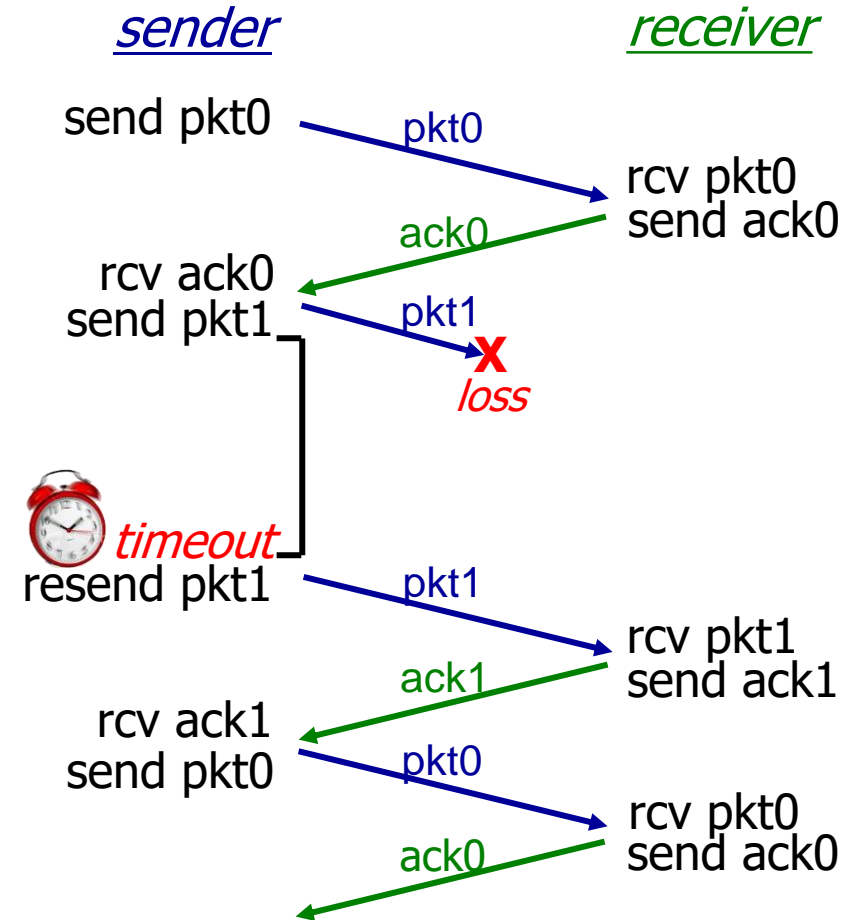 sender receiver
send pkt0
pkt0
rcv pkt0
send ack0
ack0
rcv ack0
send pkt1
pkt1
X
loss
timeout
resend pkt1
pkt1
rcv pkt1
send ack1
ack1
rcv ack1
send pkt0
pkt0
rcv pkt0
send ack0
ack0